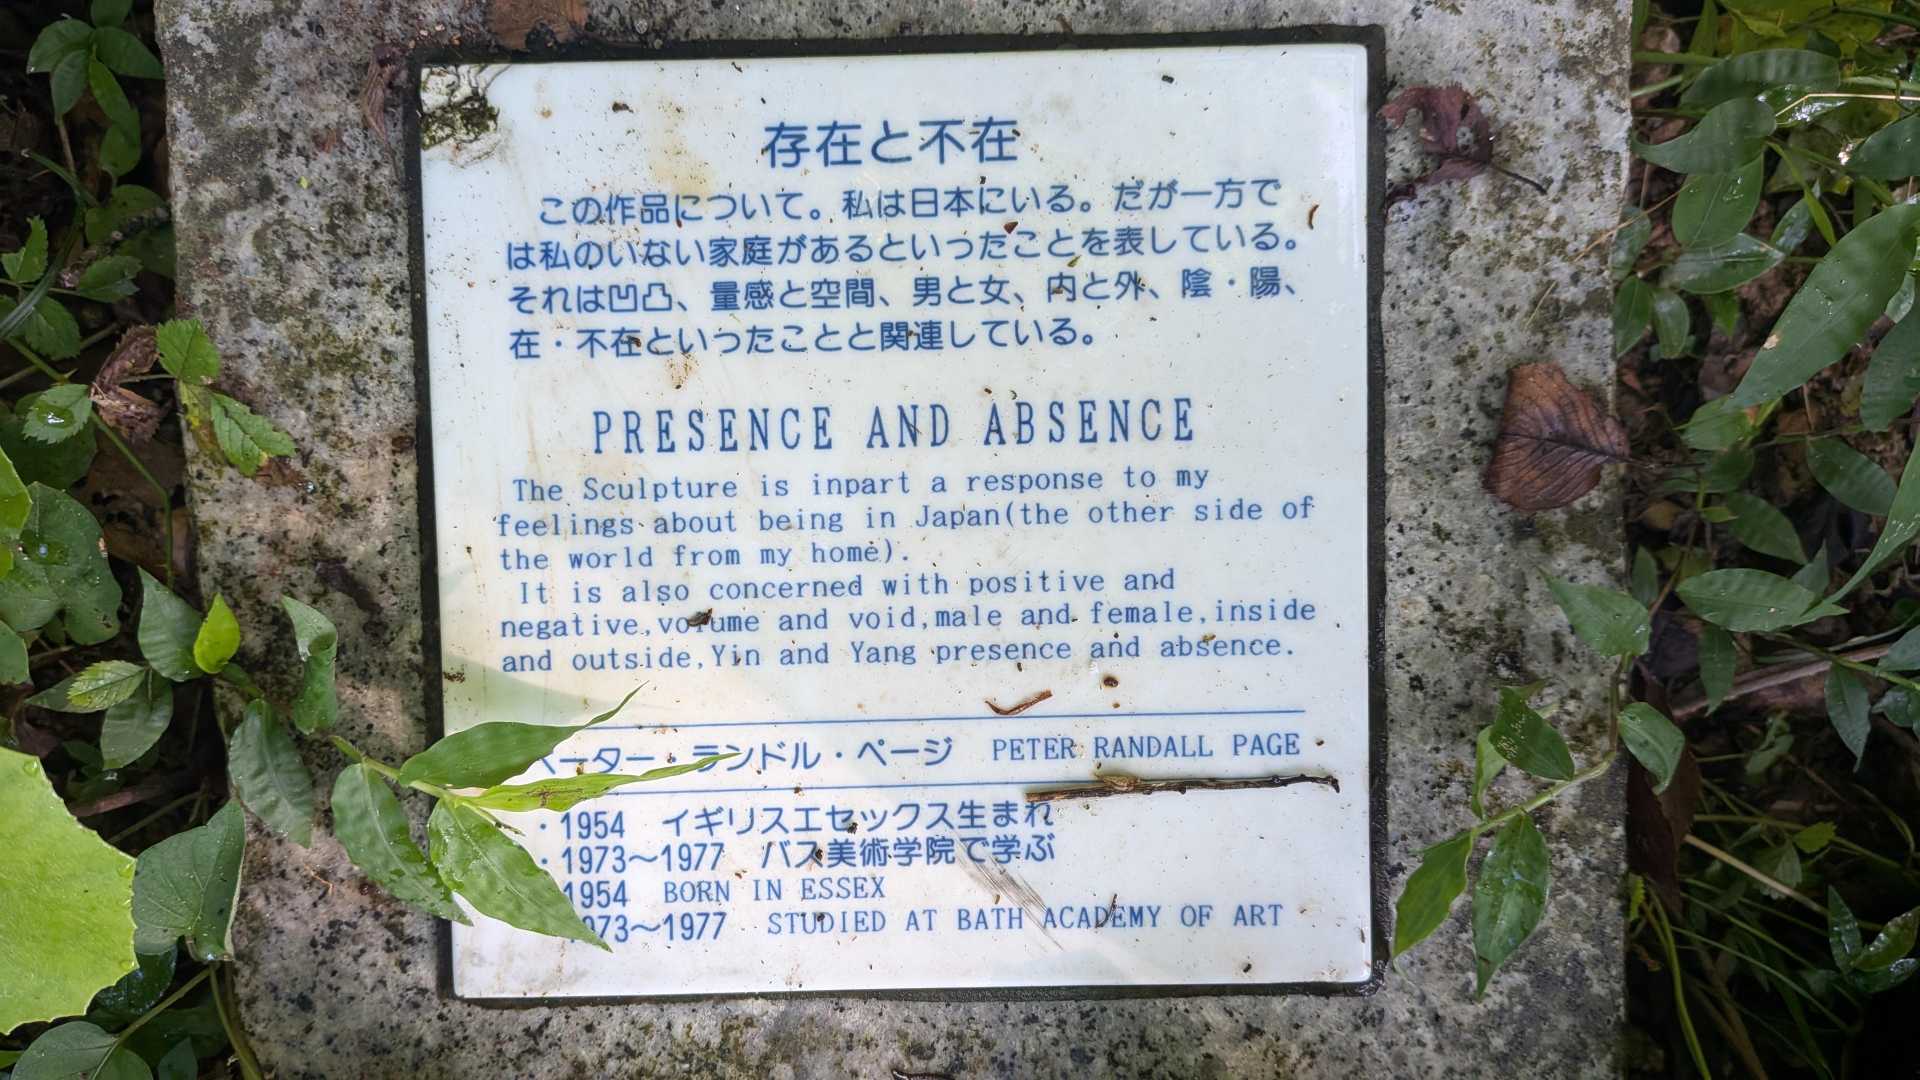 存在と不在
この作品について。私は日本にいる。だが一方で
は私のいない家庭があるといったことを表している。
それは凹凸、量感と空間、男と女、内と外、陰・陽、
在・不在といったことと関連している。
PRESENCE AND ABSENCE
The Sculpture is inpart a response to my
feelings about being in Japan(the other side of
the world from my home).
It is also concerned with positive and
negative,volume and void,male and female,inside
and outside,Yin and Yang presence and absence.
ペーター・ランドル・ページ PETER RANDALL PAGE
・1954 イギリスエセックス生まれ
・1973～1977 バス美術学院で学ぶ
1954 BORN IN ESSEX
1973～1977 STUDIED AT BATH ACADEMY OF ART